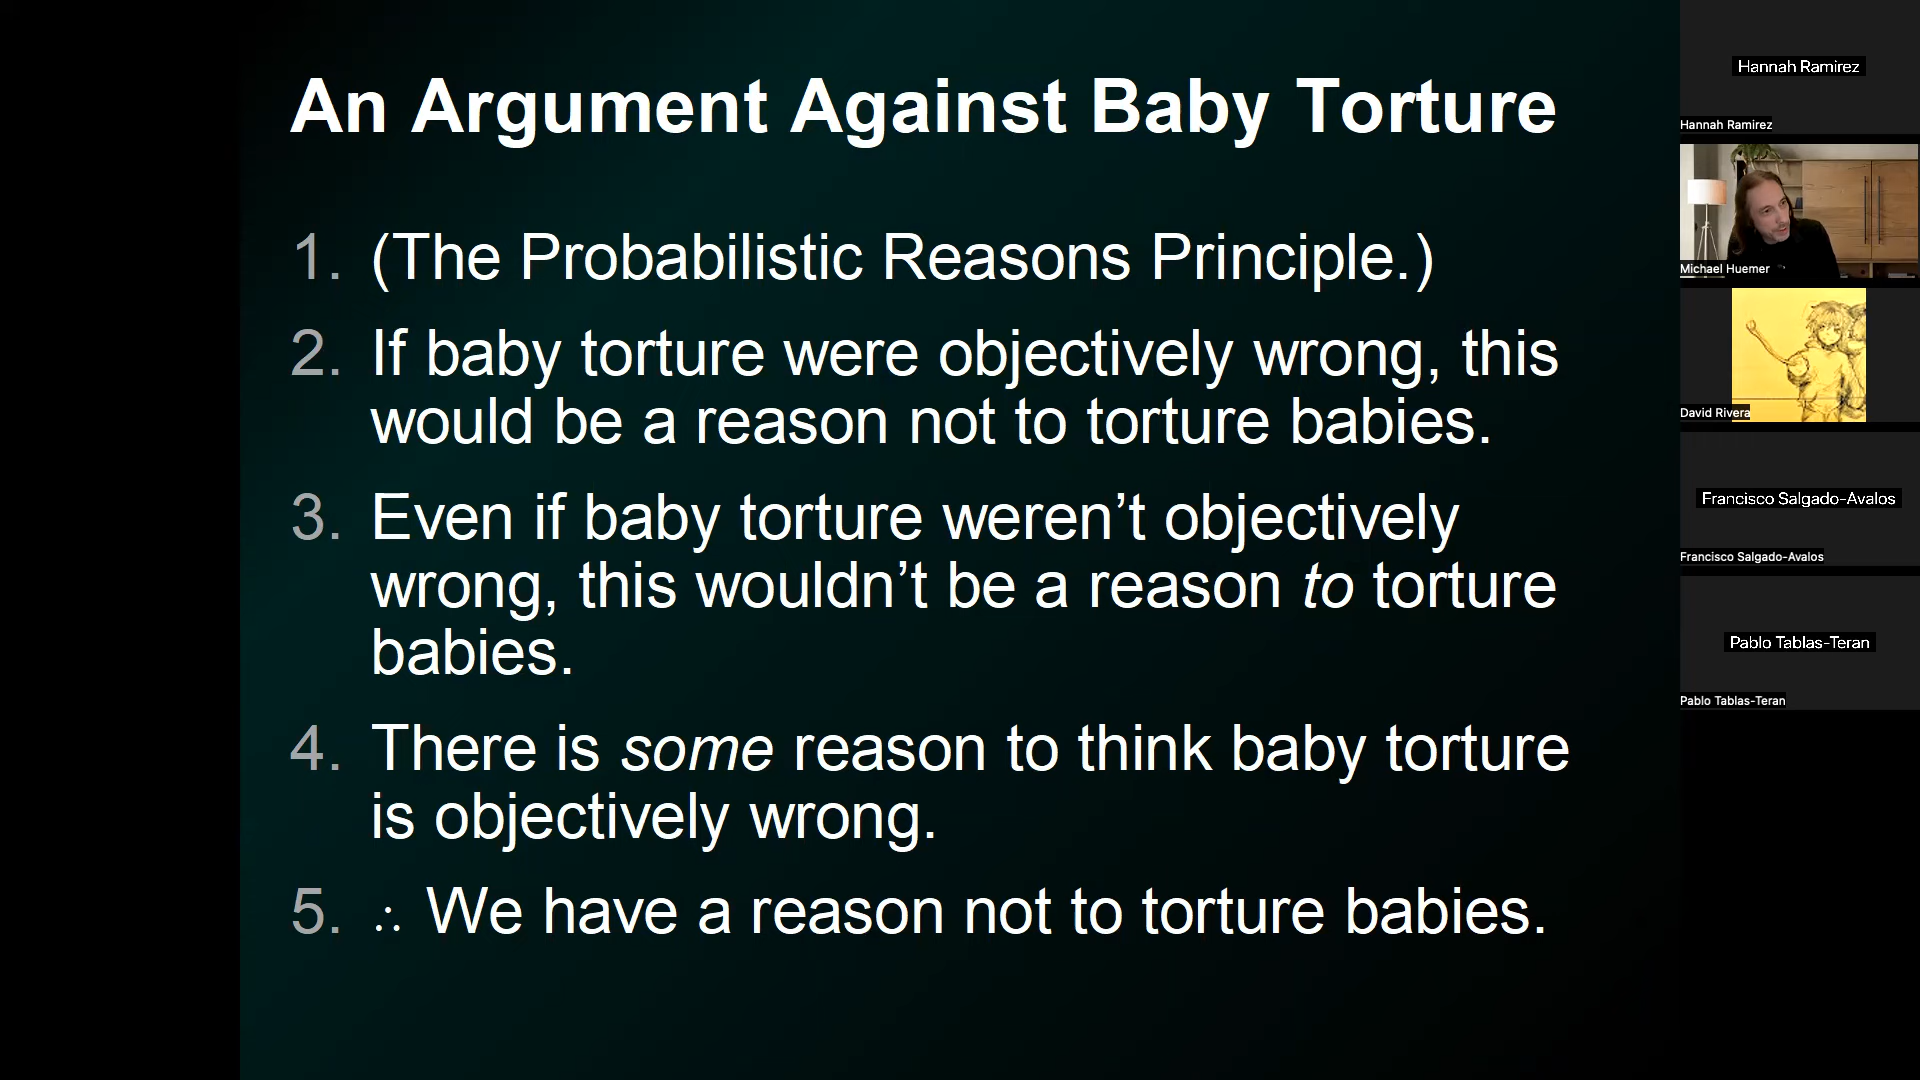 An Argument Against Baby Torture
1. (The Probabilistic Reasons Principle.)
2. If baby torture were objectively wrong, this
would be a reason not to torture babies.
3. Even if baby torture weren’t objectively
wrong, this wouldn’t be a reason to torture
babies.
4. There is some reason to think baby torture
is objectively wrong.
5. ∴ We have a reason not to torture babies.
Hannah Ramirez
Hannah Ramirez
Michael Huemer
David Rivera
Francisco Salgado-Avalos
Francisco Salgado-Avalos
Pablo Tablas-Teran
Pablo Tablas-Teran